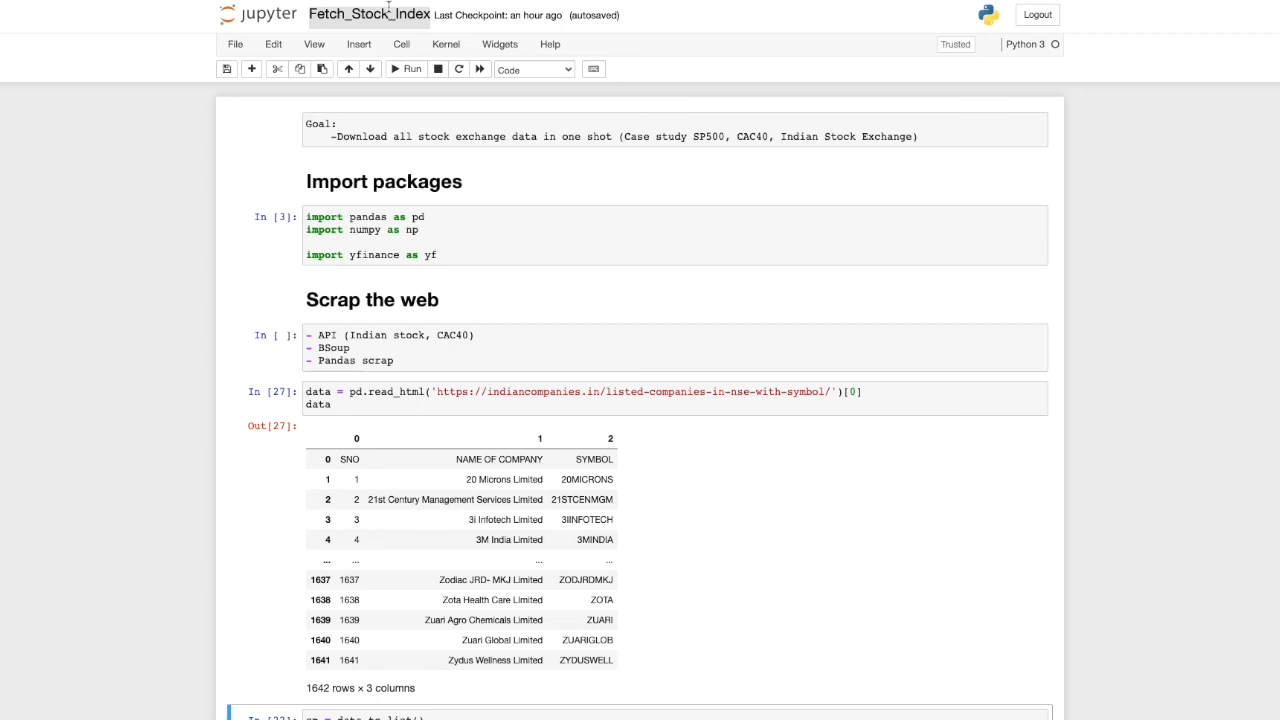 jupyter Fetch_Stock_Index Last Checkpoint: an hour ago (autosaved) Logout
File Edit View Insert Cell Kernel Widgets Help Trusted Python 3
Run Code
Goal:
-Download all stock exchange data in one shot (Case study SP500, CAC40, Indian Stock Exchange)
Import packages
In [3]: import pandas as pd
import numpy as np
import yfinance as yf
Scrap the web
In [ ]: - API (Indian stock, CAC40)
- BSoup
- Pandas scrap
In [27]: data = pd.read_html('https://indiancompanies.in/listed-companies-in-nse-with-symbol/')[0]
data
Out[27]:
0 1 2
0 SNO NAME OF COMPANY SYMBOL
1 1 20 Microns Limited 20MICRONS
2 2 21st Century Management Services Limited 21STCENMGM
3 3 3i Infotech Limited 3IINFOTECH
4 4 3M India Limited 3MINDIA
... ... ... ...
1637 1637 Zodiac JRD- MKJ Limited ZODJRDMKJ
1638 1638 Zota Health Care Limited ZOTA
1639 1639 Zuari Agro Chemicals Limited ZUARI
1640 1640 Zuari Global Limited ZUARIGLOB
1641 1641 Zydus Wellness Limited ZYDUSWELL
1642 rows × 3 columns